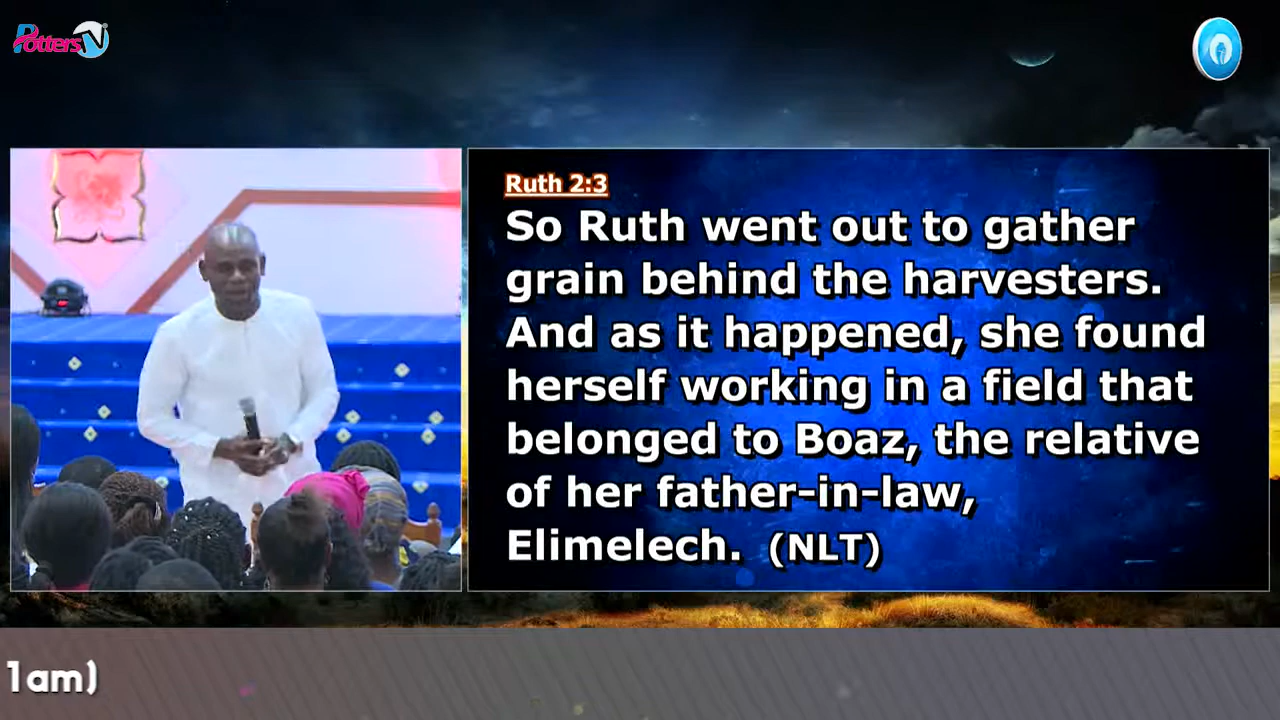 PottersTV
Ruth 2:3
So Ruth went out to gather
grain behind the harvesters.
And as it happened, she found
herself working in a field that
belonged to Boaz, the relative
of her father-in-law,
Elimelech. (NLT)
1am)